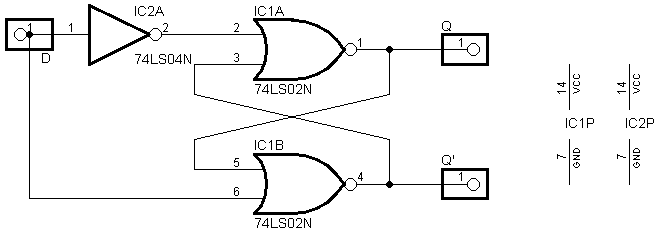 IC2A
IC1A
Q
1
1
2
2
1
1
D
74LS04N
3
74LS02N
14
VCC
14
VCC
IC1P
IC2P
IC1B
7
GND
7
GND
5
Q'
4
1
6
74LS02N